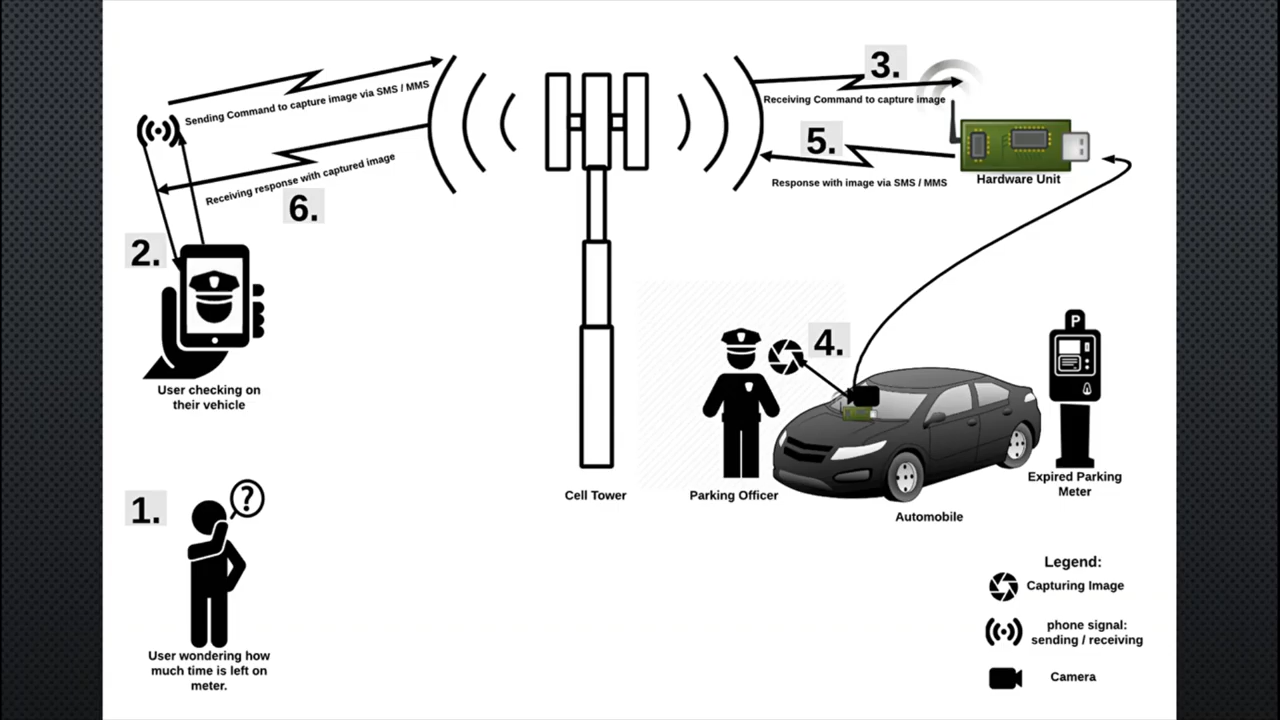 3.
Sending Command to capture image via SMS / MMS
Receiving Command to capture image
5.
Receiving response with captured image
Response with image via SMS / MMS
Hardware Unit
6.
2.
P
4.
User checking on
their vehicle
Cell Tower
Parking Officer
Expired Parking
Meter
Automobile
1.
?
User wondering how
much time is left on
meter.
Legend:
Capturing Image
phone signal:
sending / receiving
Camera